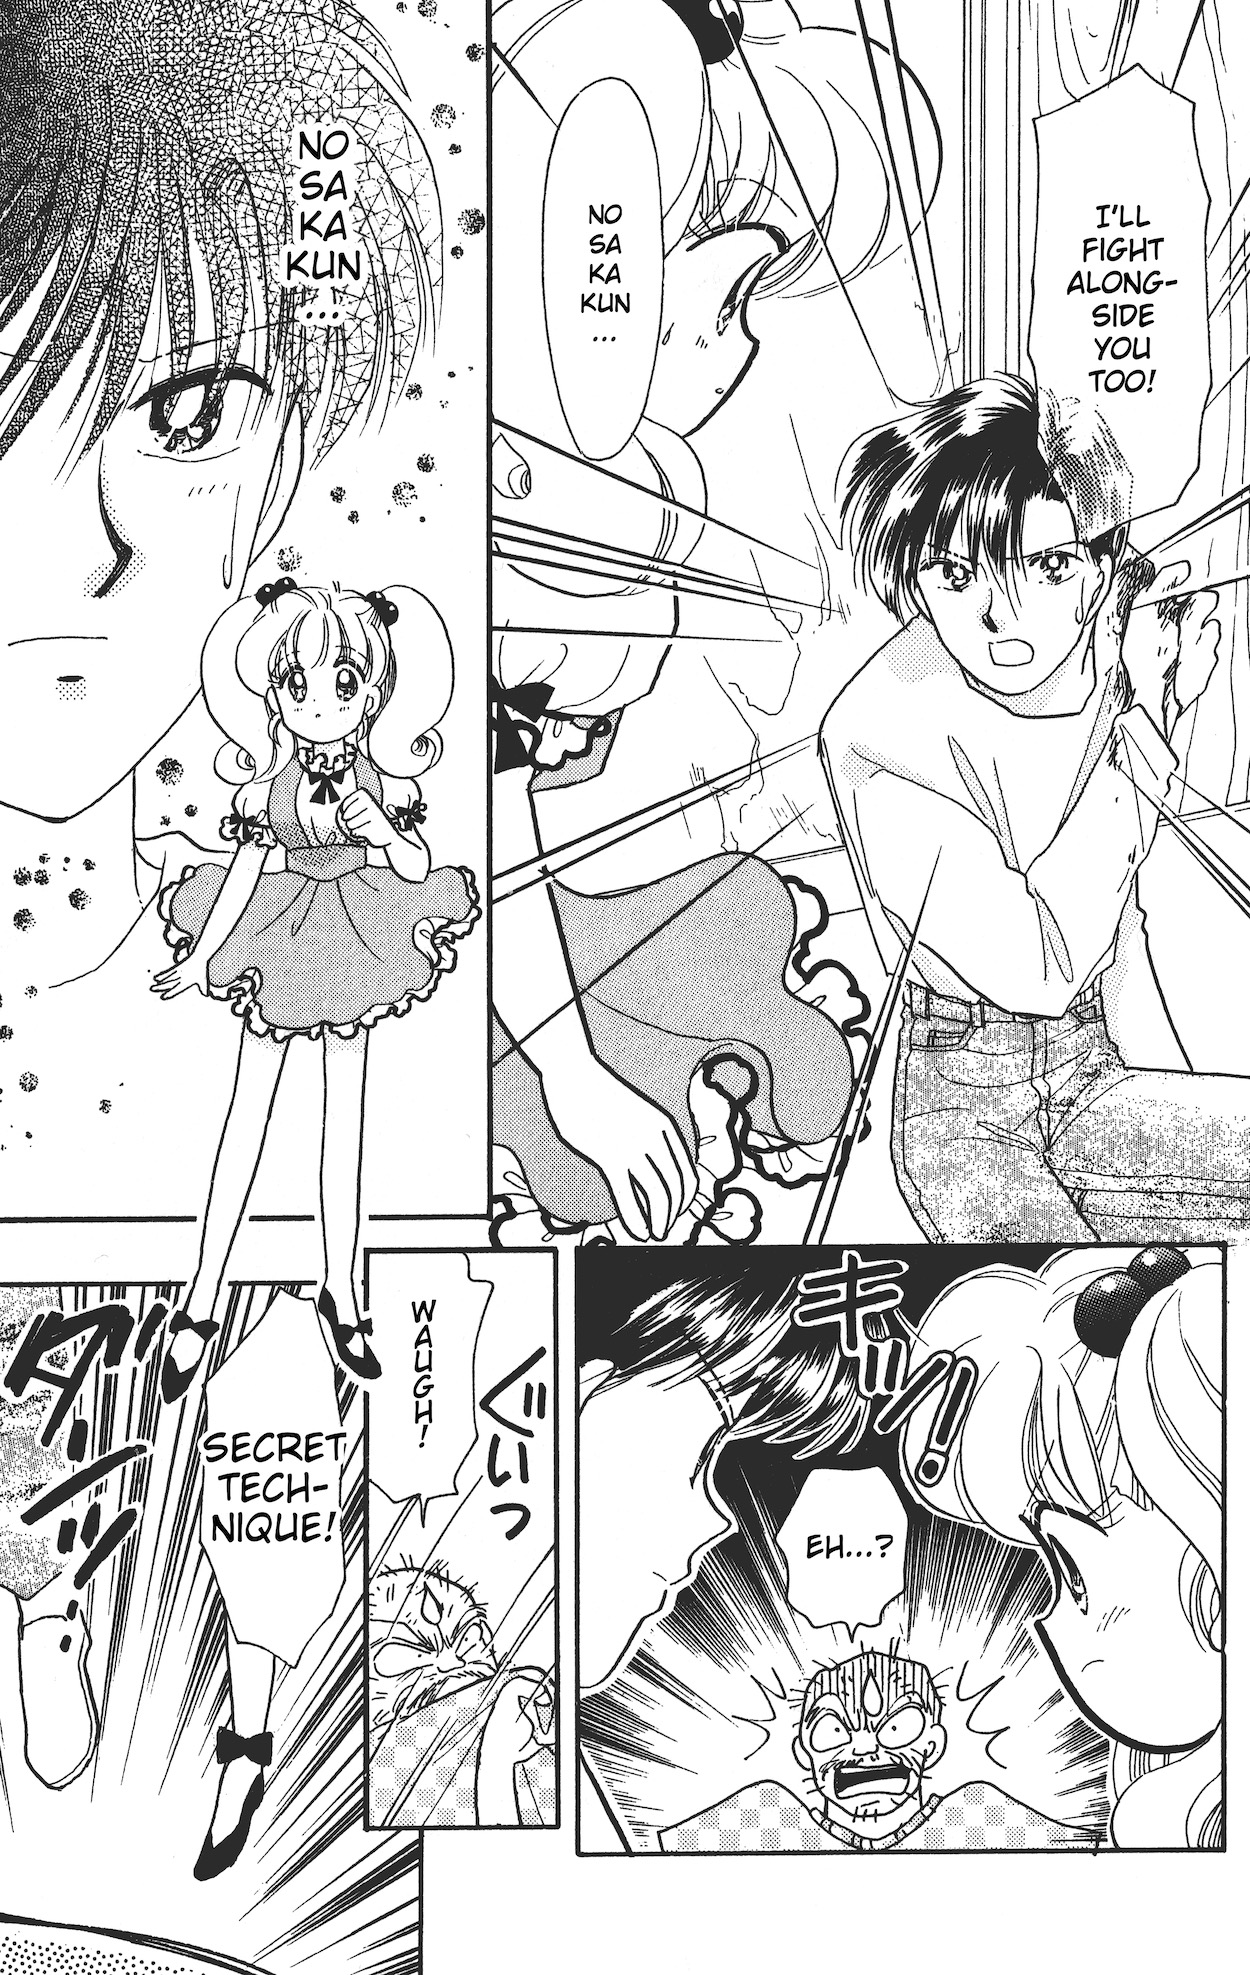 I'LL
FIGHT
ALONG-
SIDE
YOU
TOO!
NO
SA
KA
KUN
...
NO
SA
KA
KUN
...
キッ!
EH...?
ぐいっ
WAUGH!
SECRET
TECH-
NIQUE!
ダダッ